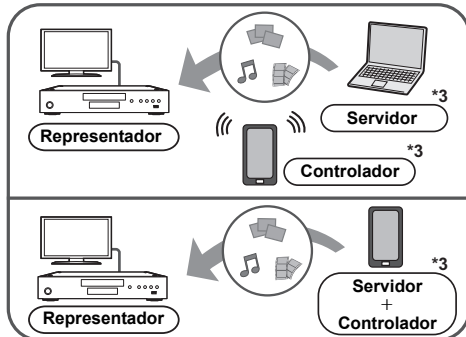 *3
Servidor
Representador
*3
Controlador
*3
Servidor
+
Controlador
Representador